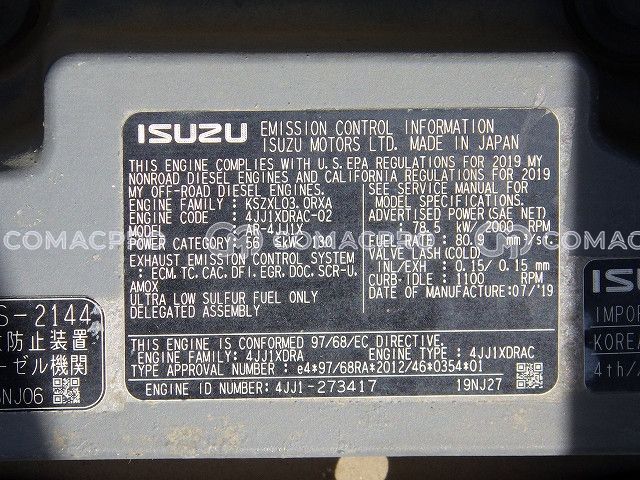 ISUZU EMISSION CONTROL INFORMATION
ISUZU MOTORS LTD. MADE IN JAPAN
THIS ENGINE COMPLIES WITH U.S.EPA REGULATIONS FOR 2019 MY
NONROAD DIESEL ENGINES AND CALIFORNIA REGULATIONS FOR 2019
MY OFF-ROAD DIESEL ENGINES.
ENGINE FAMILY : KSZXL03.0RXA
ENGINE CODE : 4JJ1XDRAC-02
MODEL : AR-4JJ1X
POWER CATEGORY : 56 ≤kW< 130
EXHAUST EMISSION CONTROL SYSTEM
: ECM.TC.CAC.DFI.EGR.DOC.SCR-U.
AMOX
ULTRA LOW SULFUR FUEL ONLY
DELEGATED ASSEMBLY
SEE SERVICE MANUAL FOR
MODEL SPECIFICATIONS.
ADVERTISED POWER(SAE NET)
: 78.5 kW/ 2000 RPM
FUEL RATE: 80.9 mm³/st
VALVE LASH(COLD)
INL/EXH : 0.15/ 0.15 mm
CURB-IDLE : 1100 RPM
DATE OF MANUFACTURE:07/'19
THIS ENGINE IS CONFORMED 97/68/EC DIRECTIVE.
ENGINE FAMILY: 4JJ1XDRA ENGINE TYPE : 4JJ1XDRAC
TYPE APPROVAL NUMBER : e4*97/68RA*2012/46*0354*01
ENGINE ID NUMBER: 4JJ1-273417 19NJ27
S-2144
防止装置
ーゼル機関
NJ06
ISU
IMPOR
KOREA
4th/
COMACPRO
COMACPRO